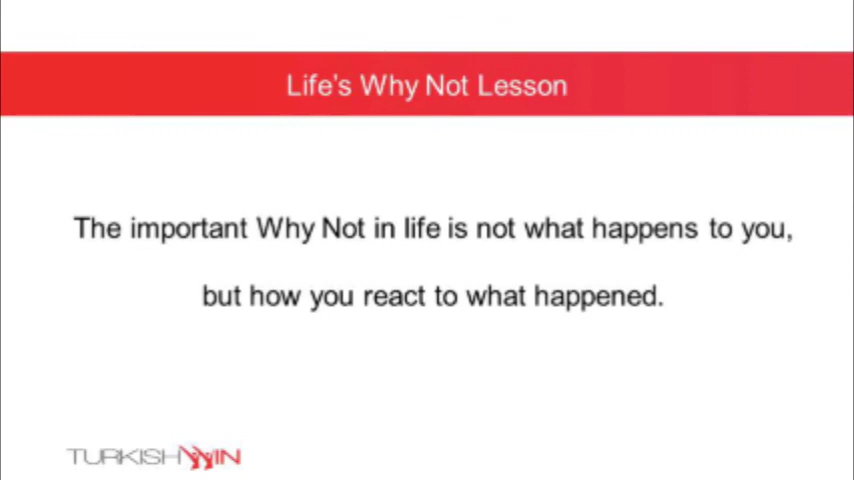 Life's Why Not Lesson
The important Why Not in life is not what happens to you,
but how you react to what happened.
TURKISHWIN